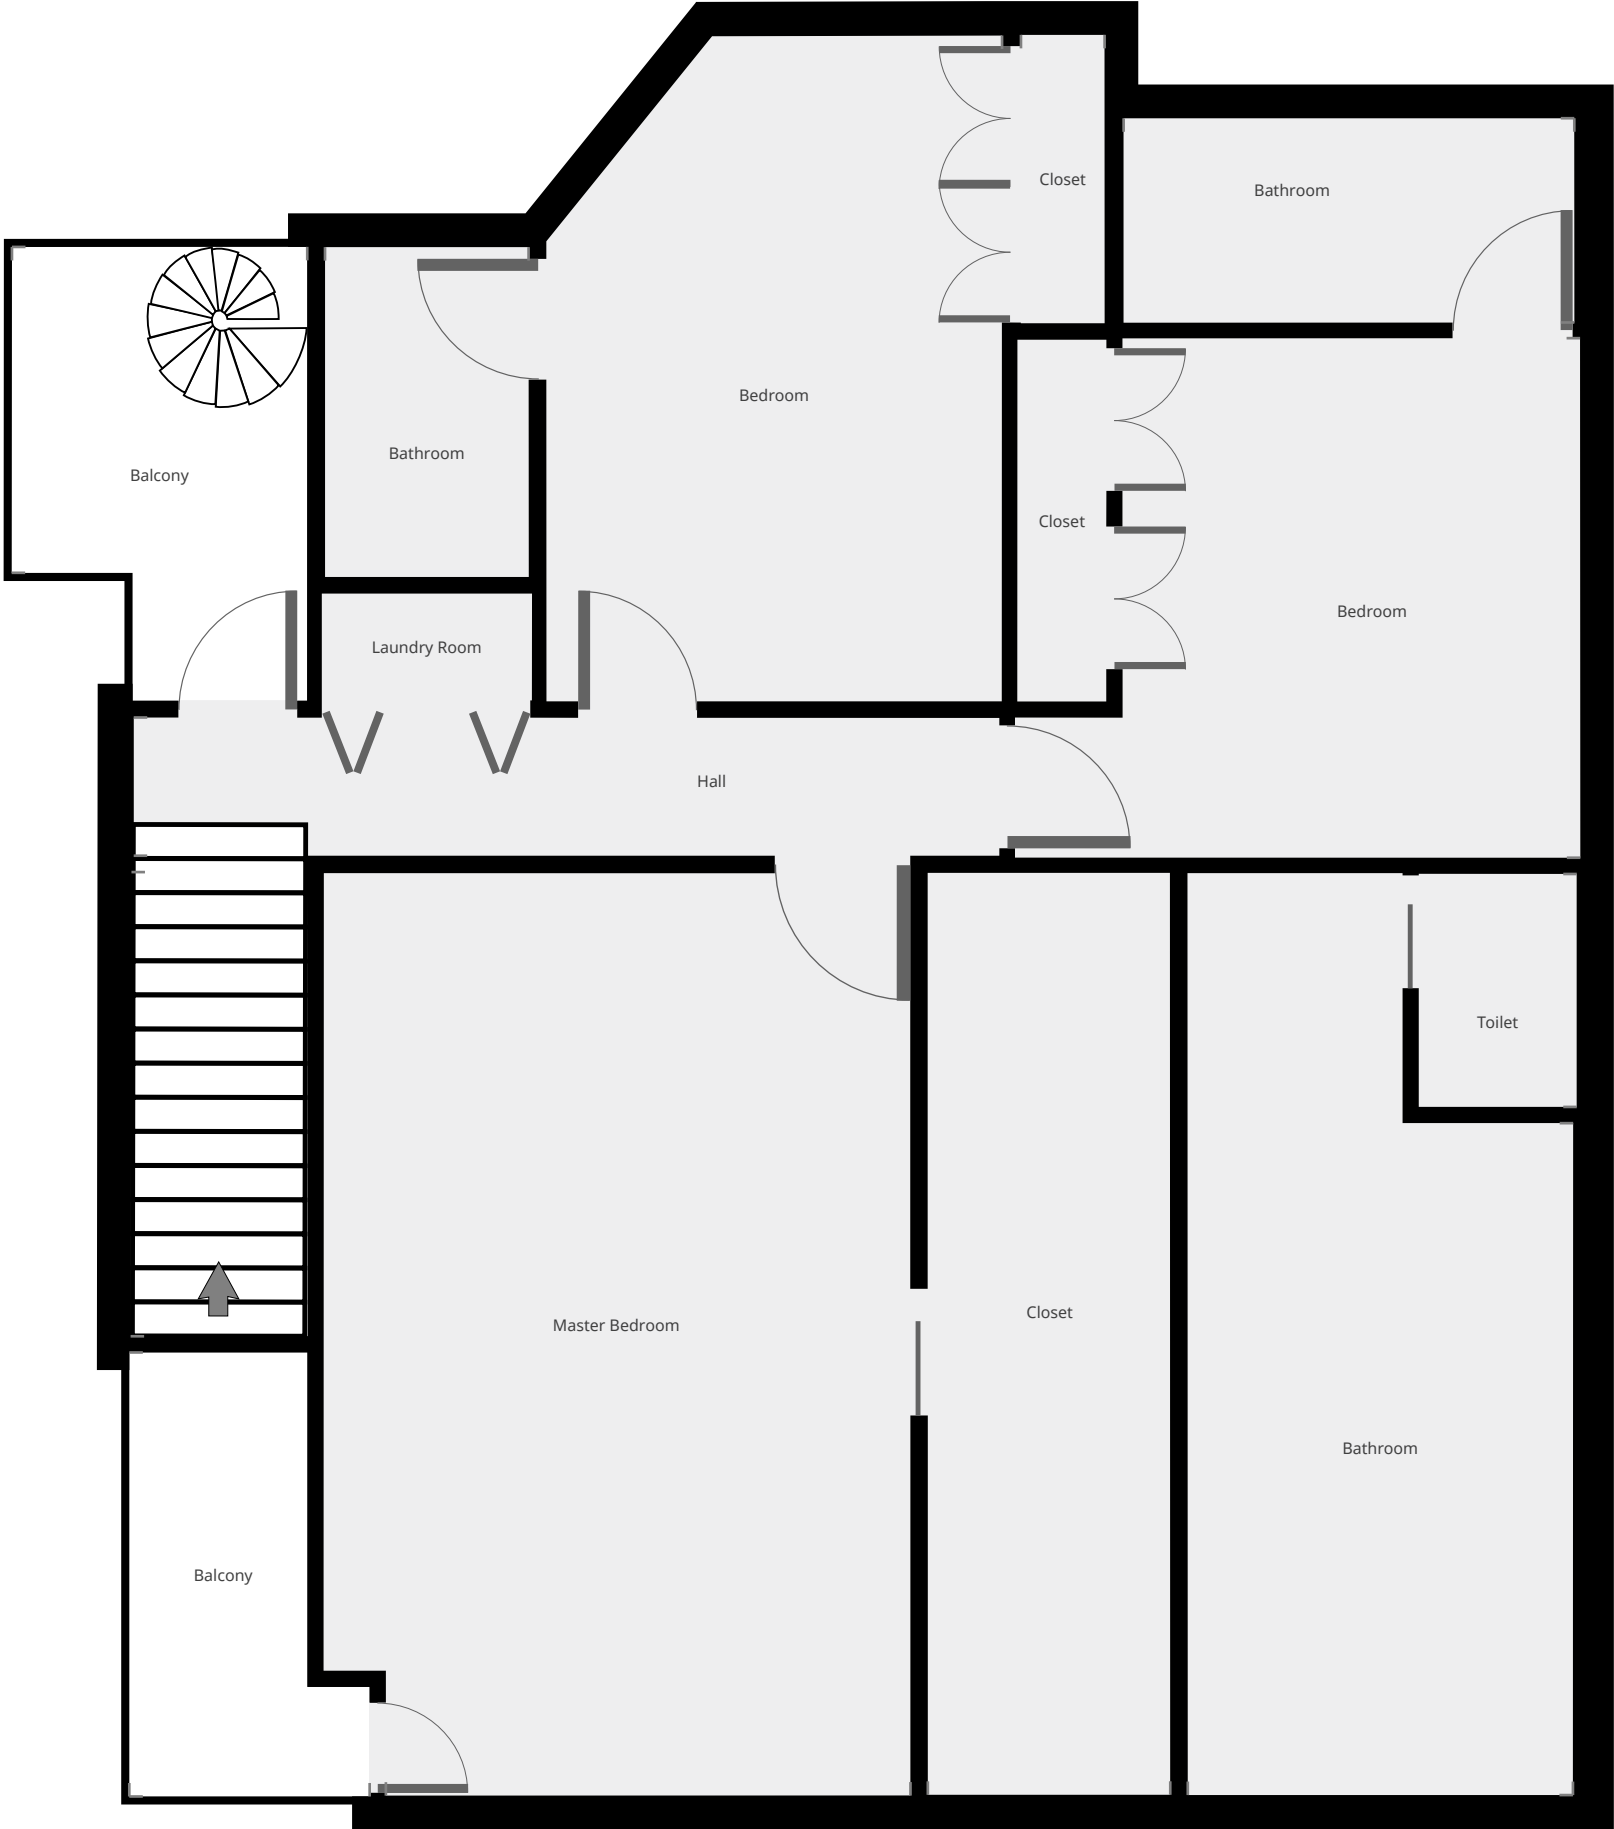 Closet
Bathroom
Bedroom
Bathroom
Balcony
Closet
Bedroom
Laundry Room
Hall
Toilet
Closet
Master Bedroom
Bathroom
Balcony